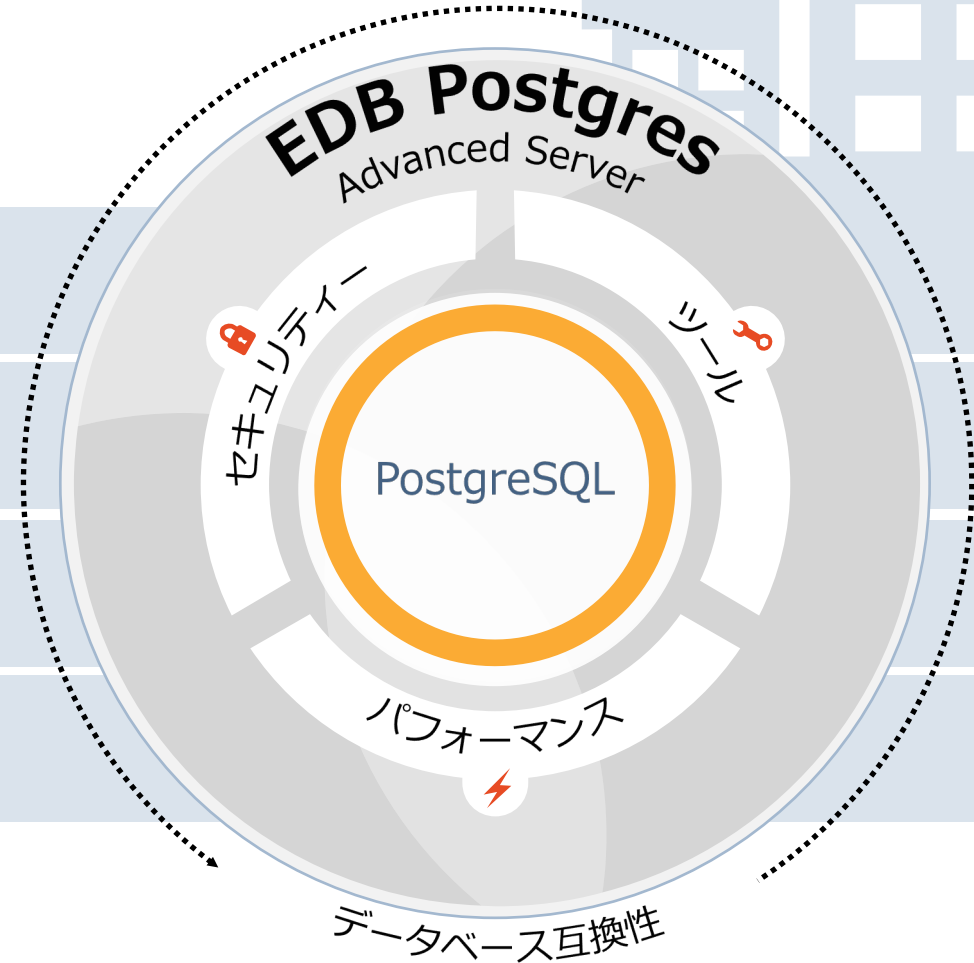 EDB Postgres
Advanced Server
セキュリティー
ツール
PostgreSQL
パフォーマンス
データベース互換性